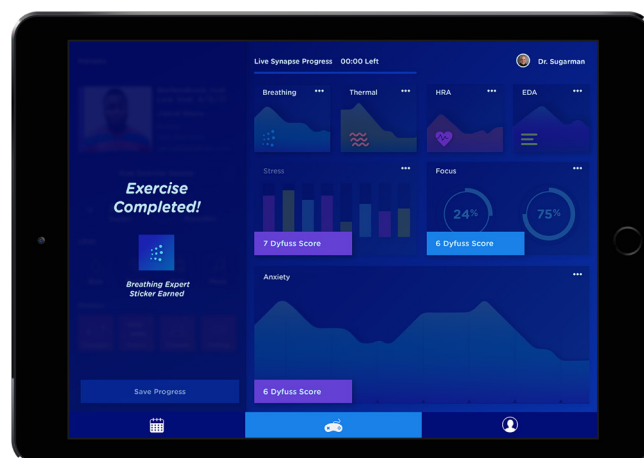 Live Synapse Progress 00:00 Left
Dr. Sugarman
Exercise
Completed!
Breathing Expert
Sticker Earned
Save Progress
Breathing
Thermal
HRA
EDA
Stress
7 Dyfuss Score
Focus
24%
75%
6 Dyfuss Score
Anxiety
6 Dyfuss Score